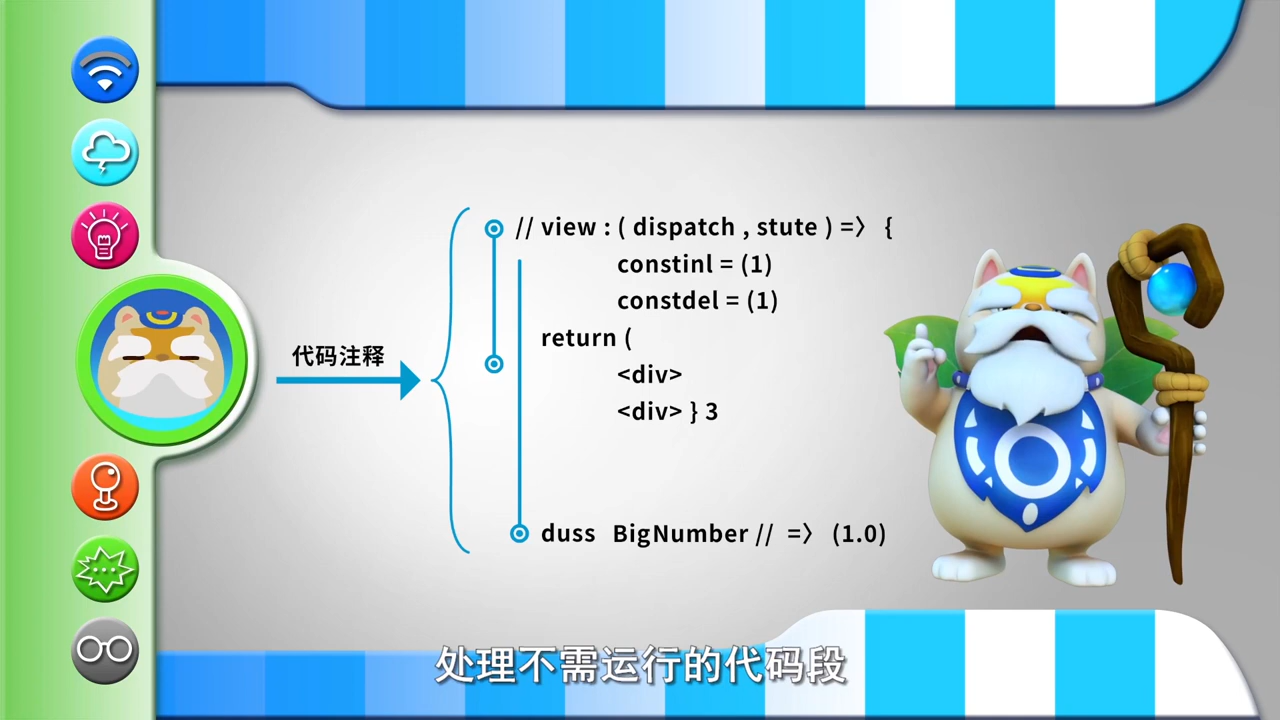 代码注释
// view : ( dispatch , stute ) =〉 {
constinl = (1)
constdel = (1)
return (
<div>
<div> } 3
duss BigNumber // =〉 (1.0)
处理不需运行的代码段